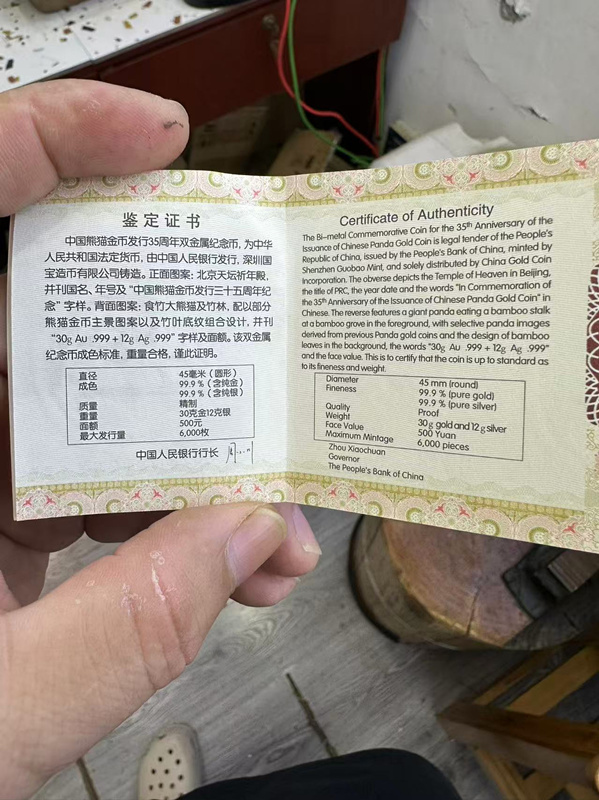 鉴定证书
中国熊猫金币发行35周年双金属纪念币，为中华
人民共和国法定货币，由中国人民银行发行，深圳国
宝造币有限公司铸造。正面图案：北京天坛祈年殿，
并刊国名、年号及“中国熊猫金币发行三十五周年纪
念”字样。背面图案：食竹大熊猫及竹林，配以部分
熊猫金币主景图案以及竹叶底纹组合设计，并刊
“30g Au .999＋12g Ag .999”字样及面额。该双金属
纪念币成色标准，重量合格，谨此证明。
直径 45毫米（圆形）
成色 99.9％（含纯金）
99.9％（含纯银）
质量 精制
重量 30克金12克银
面额 500元
最大发行量 6,000枚
中国人民银行行长
Certificate of Authenticity
The Bi-metal Commemorative Coin for the 35th Anniversary of the
Issuance of Chinese Panda Gold Coin is legal tender of the People's
Republic of China, issued by the People's Bank of China, minted by
Shenzhen Guobao Mint, and solely distributed by China Gold Coin
Incorporation. The obverse depicts the Temple of Heaven in Beijing,
the title of PRC, the year date and the words "In Commemoration of
the 35th Anniversary of the Issuance of Chinese Panda Gold Coin" in
Chinese. The reverse features a giant panda eating a bamboo stalk
at a bamboo grove in the foreground, with selective panda images
derived from previous Panda gold coins and the design of bamboo
leaves in the background, the words "30g Au .999 + 12g Ag .999"
and the face value. This is to certify that the coin is up to standard as
to its fineness and weight.
Diameter 45 mm (round)
Fineness 99.9 % (pure gold)
99.9 % (pure silver)
Quality Proof
Weight 30 g gold and 12 g silver
Face Value 500 Yuan
Maximum Mintage 6,000 pieces
Zhou Xiaochuan
Governor
The People's Bank of China